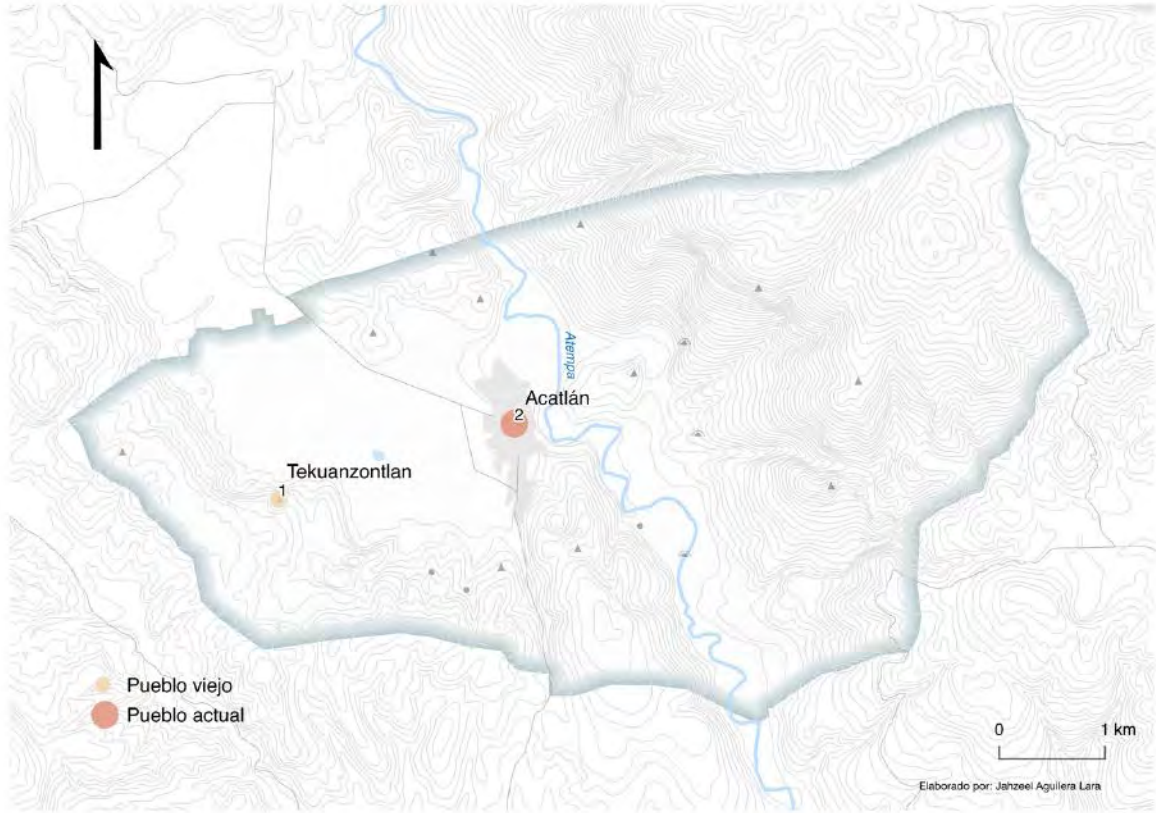 Atempa
Acatlán
2
Tekuanzontlan
1
Pueblo viejo
Pueblo actual
0 1 km
Elaborado por: Jahzeel Aguilera Lara